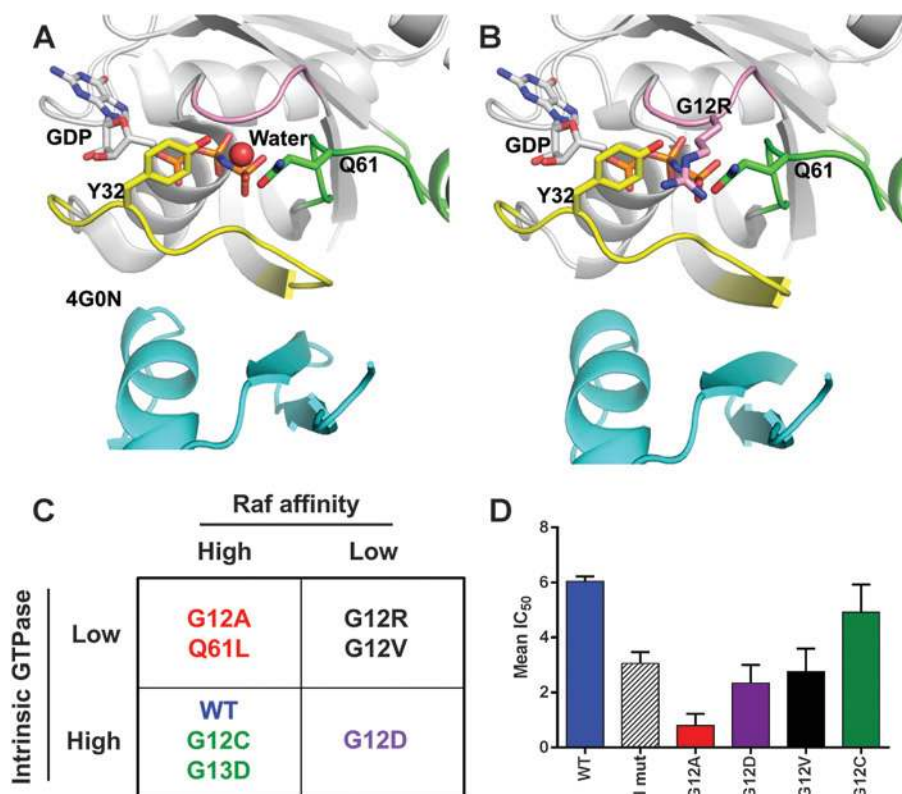 A
GDP
Water
Q61
Y32
4G0N
B
G12R
GDP
Q61
Y32
C
Raf affinity
High Low
Intrinsic GTPase
Low
G12A G12R
Q61L G12V
High
WT
G12C G12D
G13D
D
Mean IC50
8
6
4
2
0
WT
mut
G12A
G12D
G12V
G12C